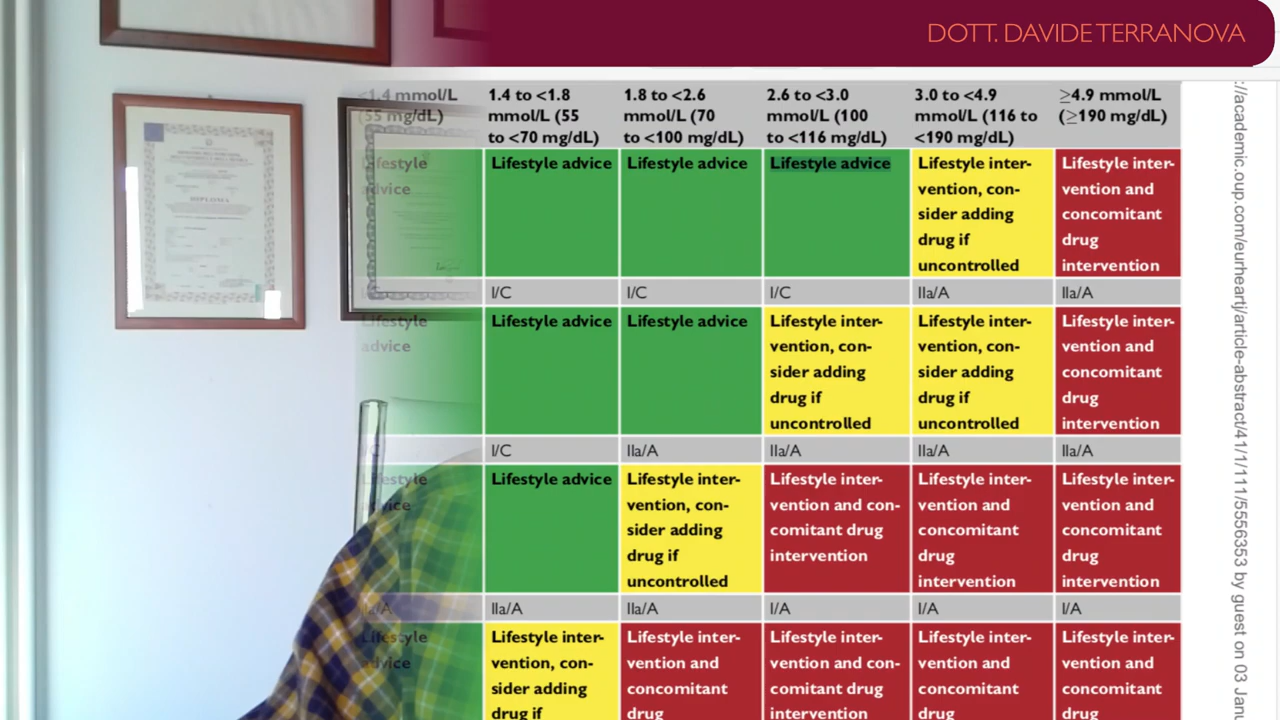 DOTT. DAVIDE TERRANOVA
<1.4 mmol/L
(55 mg/dL)
1.4 to <1.8
mmol/L (55
to <70 mg/dL)
1.8 to <2.6
mmol/L (70
to <100 mg/dL)
2.6 to <3.0
mmol/L (100
to <116 mg/dL)
3.0 to <4.9
mmol/L (116 to
<190 mg/dL)
≥4.9 mmol/L
(≥190 mg/dL)
Lifestyle
advice
Lifestyle advice
Lifestyle advice
Lifestyle advice
Lifestyle inter-
vention, con-
sider adding
drug if
uncontrolled
Lifestyle inter-
vention and
concomitant
drug
intervention
I/C
I/C
I/C
IIa/A
IIa/A
Lifestyle
advice
Lifestyle advice
Lifestyle advice
Lifestyle inter-
vention, con-
sider adding
drug if
uncontrolled
Lifestyle inter-
vention, con-
sider adding
drug if
uncontrolled
Lifestyle inter-
vention and
concomitant
drug
intervention
I/C
IIa/A
IIa/A
IIa/A
IIa/A
Lifestyle
advice
Lifestyle advice
Lifestyle inter-
vention, con-
sider adding
drug if
uncontrolled
Lifestyle inter-
vention and con-
comitant drug
intervention
Lifestyle inter-
vention and
concomitant
drug
intervention
Lifestyle inter-
vention and
concomitant
drug
intervention
IIa/A
IIa/A
IIa/A
I/A
I/A
I/A
Lifestyle
advice
Lifestyle inter-
vention, con-
sider adding
drug if
Lifestyle inter-
vention and
concomitant
drug
Lifestyle inter-
vention and con-
comitant drug
intervention
Lifestyle inter-
vention and
concomitant
drug
Lifestyle inter-
vention and
concomitant
drug
://academic.oup.com/eurheartj/article-abstract/41/1/111/5556353 by guest on 03
DIPLOMA